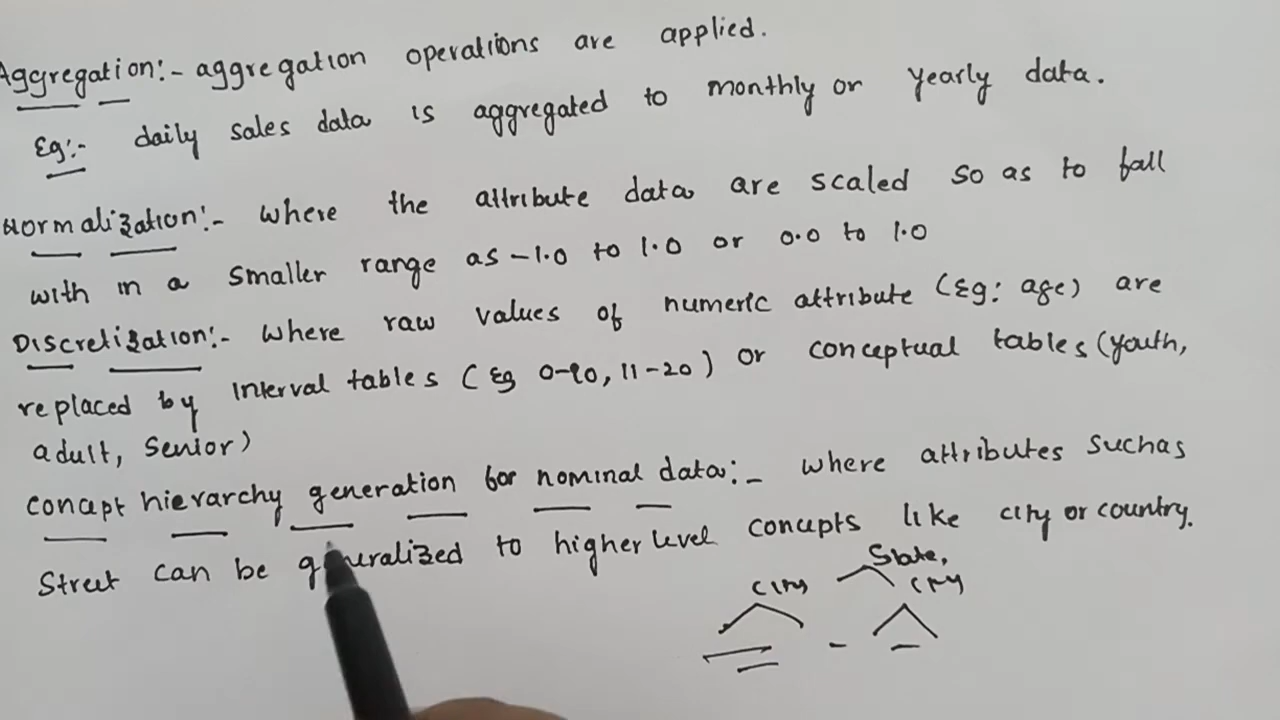 Aggregation:- aggregation operations are applied.
Eg:- daily sales data is aggregated to monthly or yearly data.
Normalization:- where the attribute data are scaled so as to fall
with in a smaller range as -1.0 to 1.0 or 0.0 to 1.0
Discretization:- where raw values of numeric attribute (Eg: age) are
replaced by interval tables (Eg 0-10, 11-20) or conceptual tables (youth,
adult, senior)
concept hierarchy generation for nominal data:- where attributes suchas
street can be generalized to higher level concepts like city or country.
State,
city city